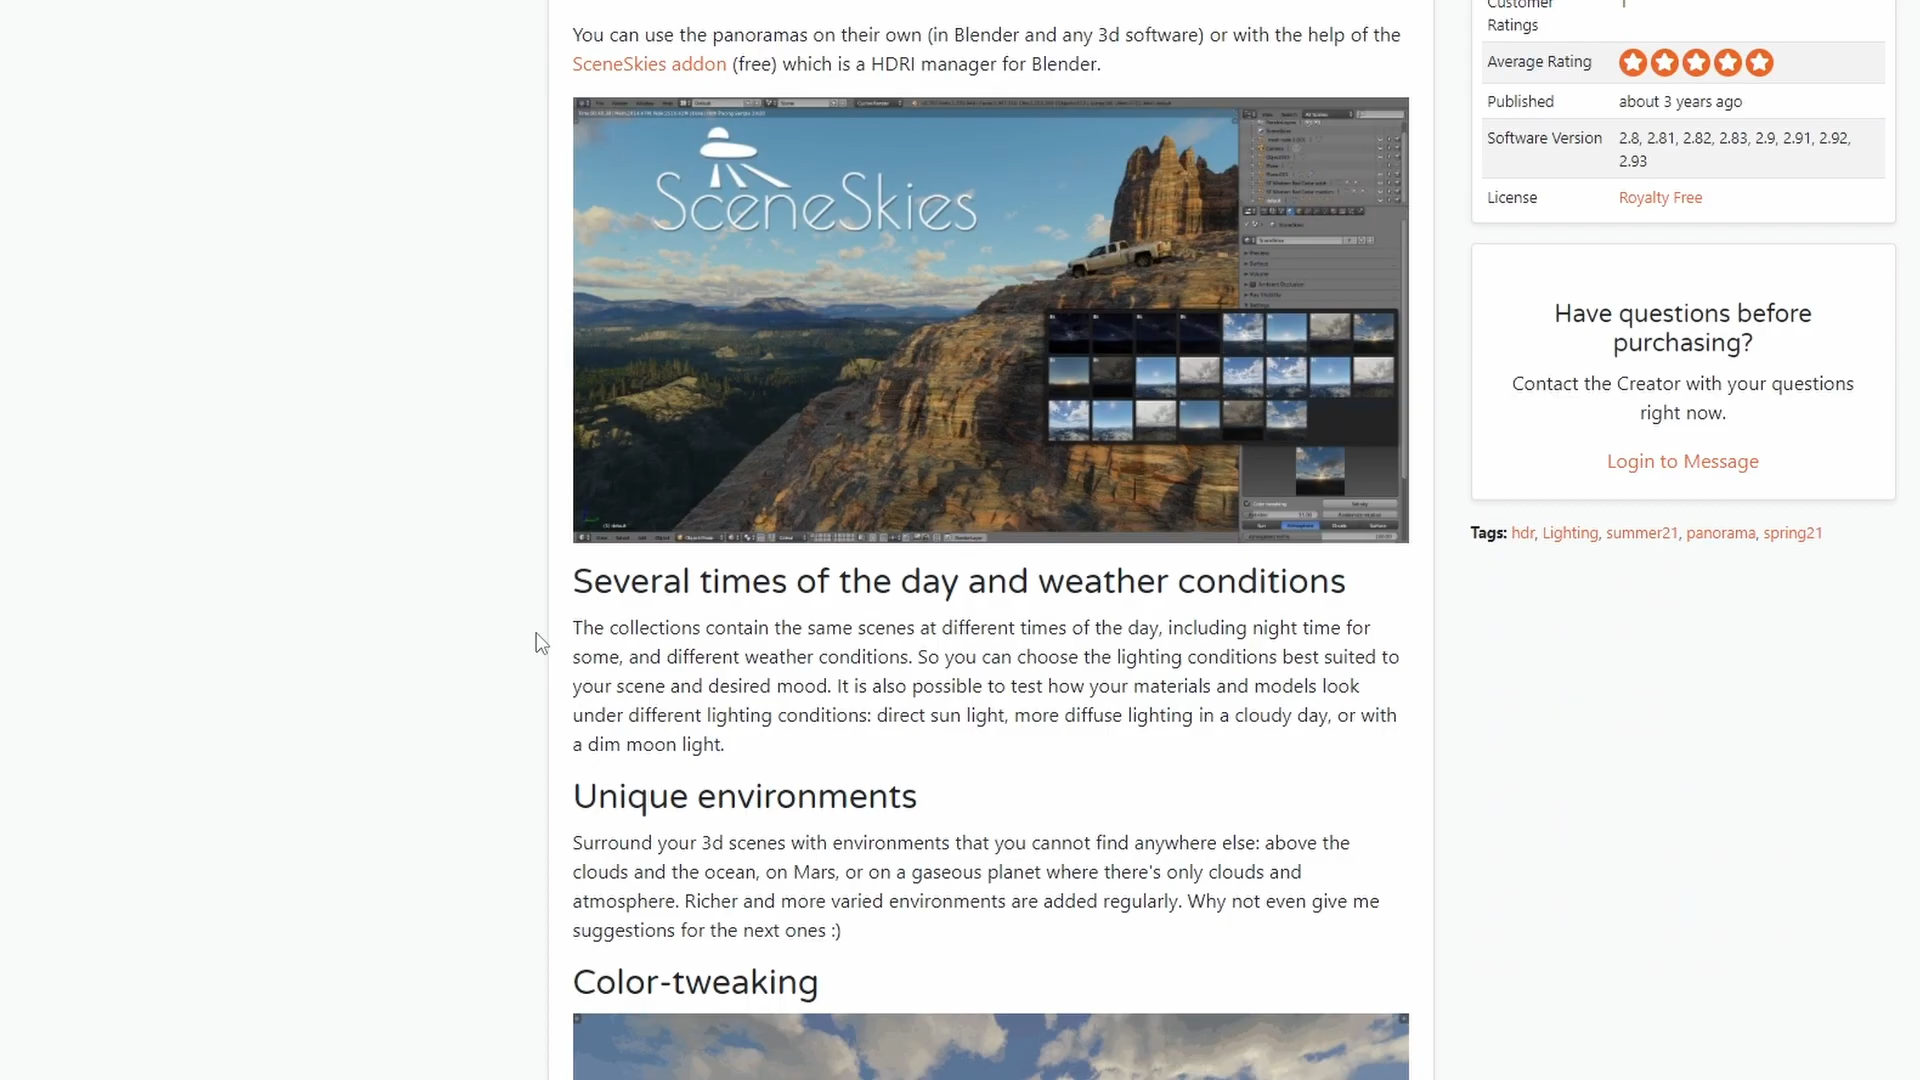 You can use the panoramas on their own (in Blender and any 3d software) or with the help of the
SceneSkies addon (free) which is a HDRI manager for Blender.
SceneSkies
Several times of the day and weather conditions
The collections contain the same scenes at different times of the day, including night time for
some, and different weather conditions. So you can choose the lighting conditions best suited to
your scene and desired mood. It is also possible to test how your materials and models look
under different lighting conditions: direct sun light, more diffuse lighting in a cloudy day, or with
a dim moon light.
Unique environments
Surround your 3d scenes with environments that you cannot find anywhere else: above the
clouds and the ocean, on Mars, or on a gaseous planet where there's only clouds and
atmosphere. Richer and more varied environments are added regularly. Why not even give me
suggestions for the next ones :)
Color-tweaking
Customer
Ratings
Average Rating
Published about 3 years ago
Software Version 2.8, 2.81, 2.82, 2.83, 2.9, 2.91, 2.92,
2.93
License Royalty Free
Have questions before
purchasing?
Contact the Creator with your questions
right now.
Login to Message
Tags: hdr, Lighting, summer21, panorama, spring21